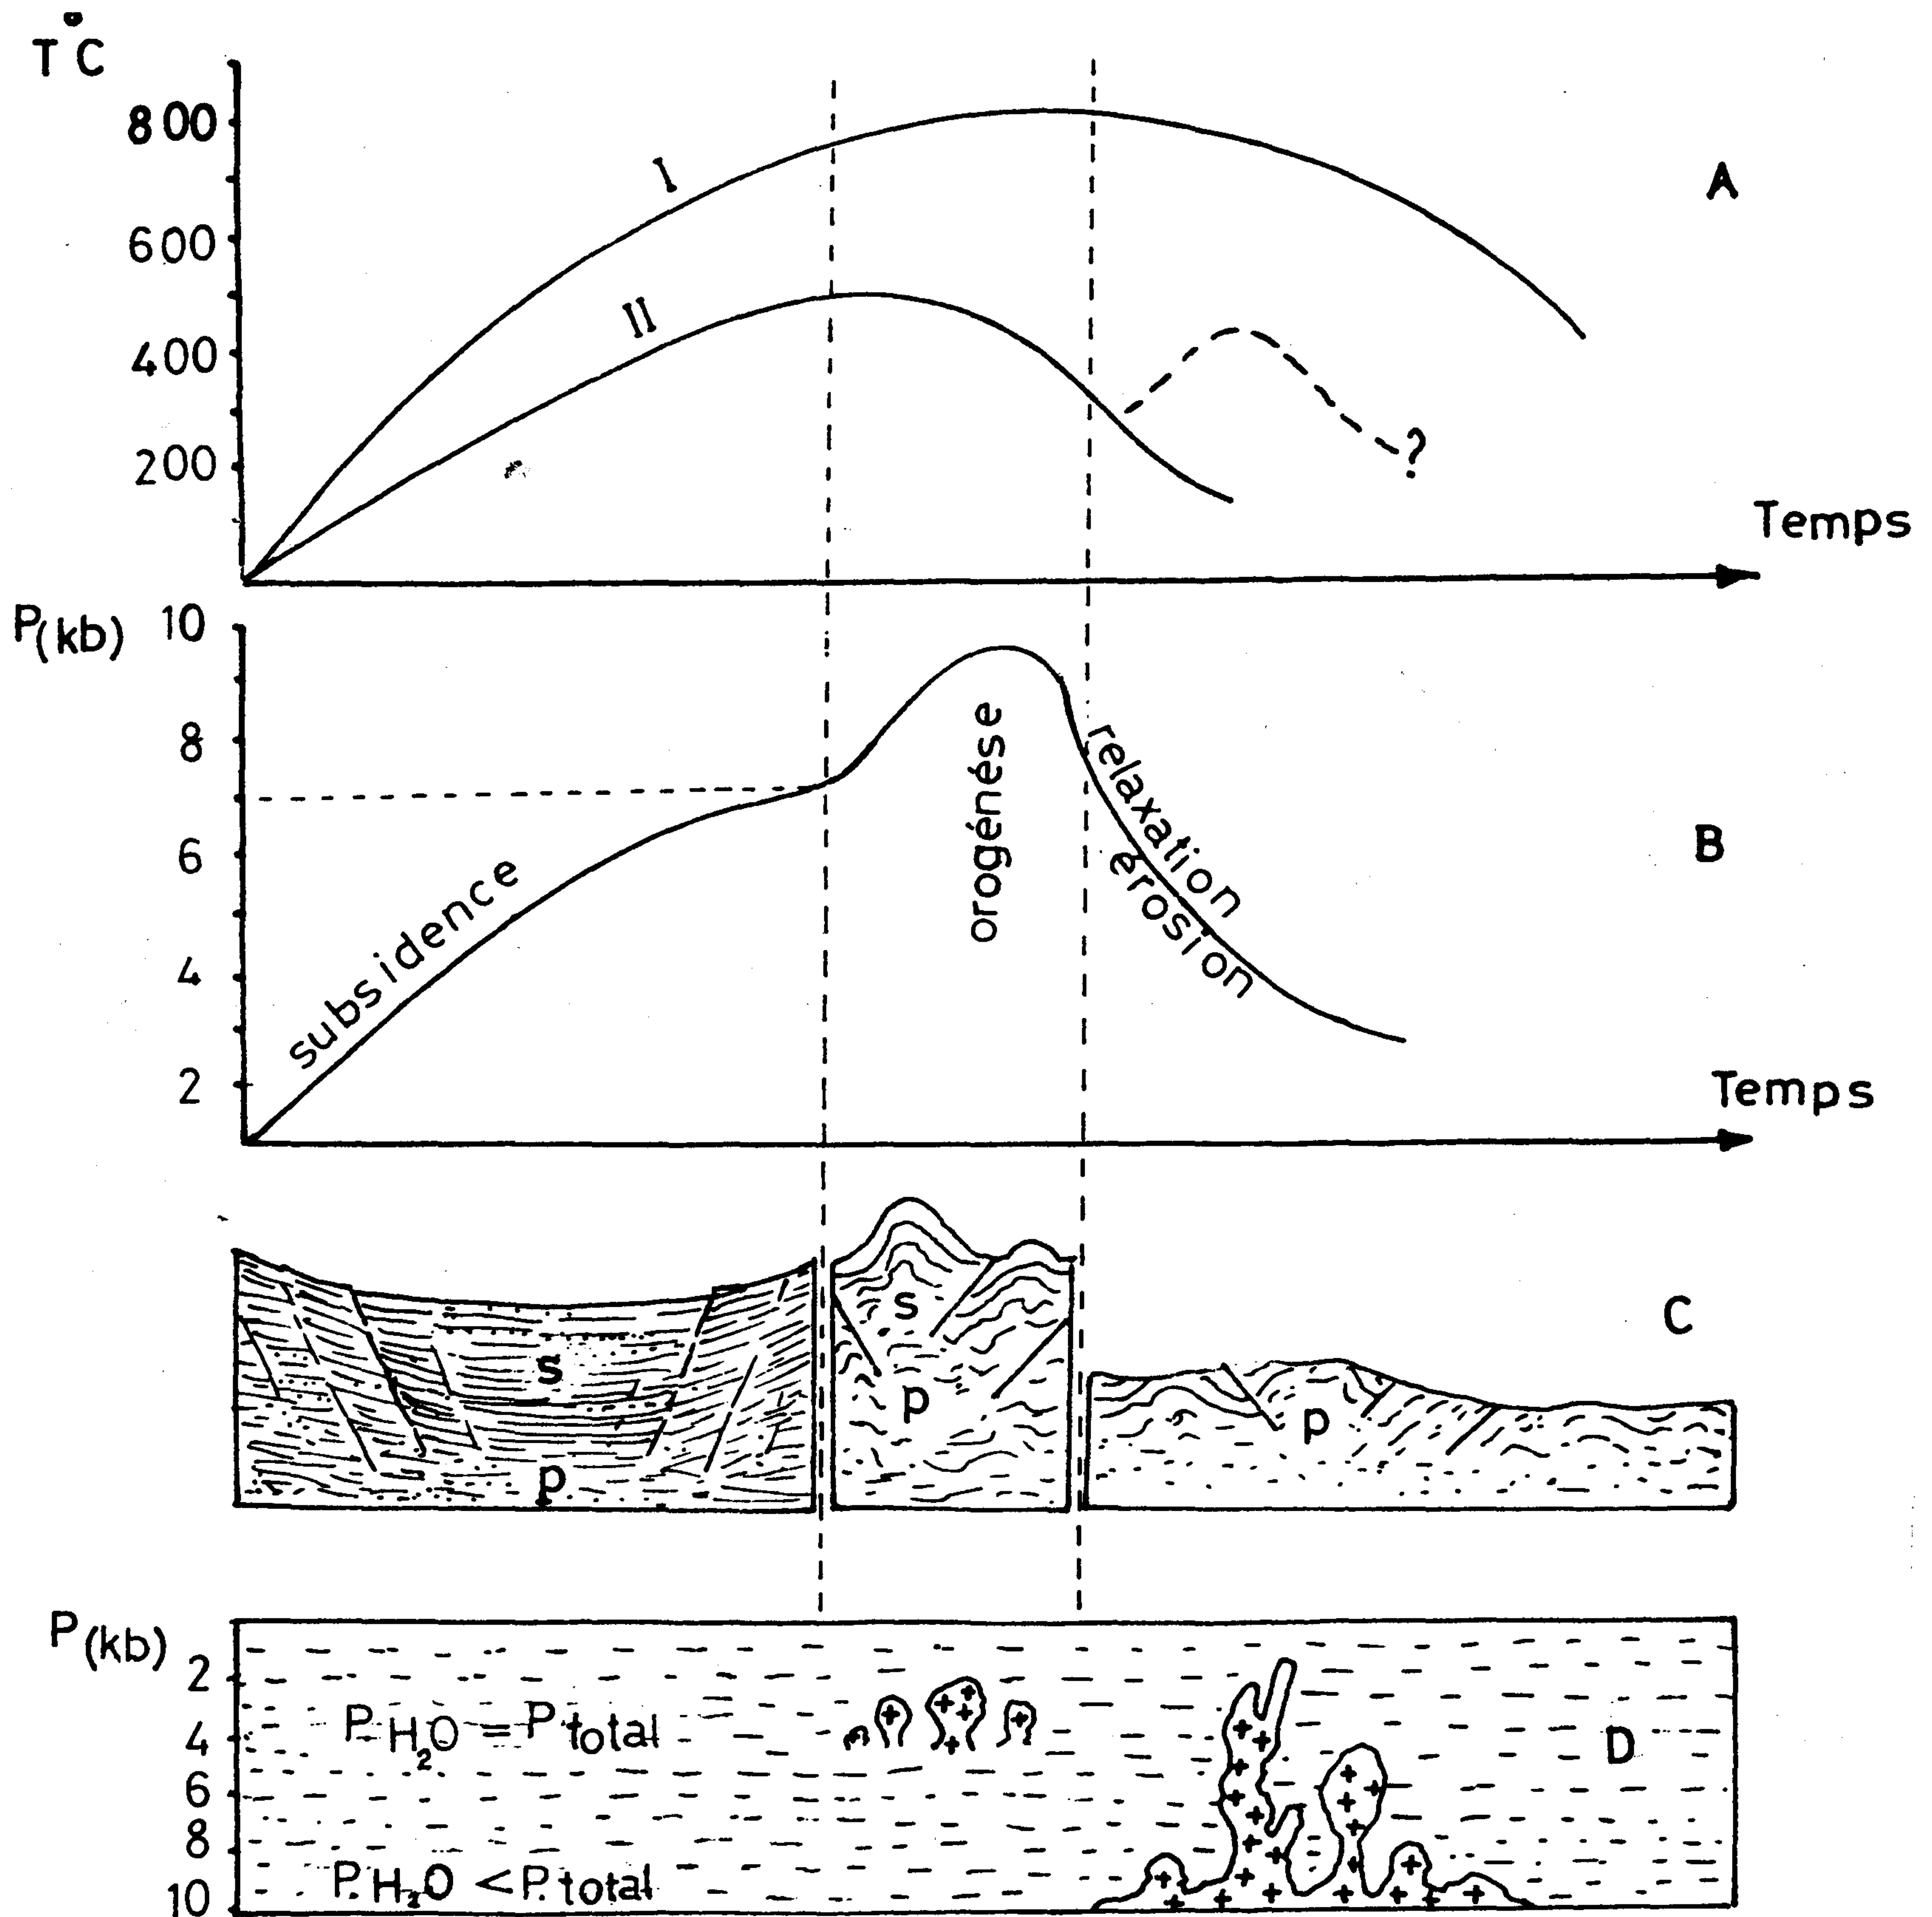 T°C
800
600
400
200
I
II
?
A
Temps
P(kb)
10
8
6
4
2
subsidence
orogénése
relaxation
érosion
B
Temps
s
p
s
p
p
C
P(kb)
2
4
6
8
10
P H₂O = P total
P.H₂O < P.total
D